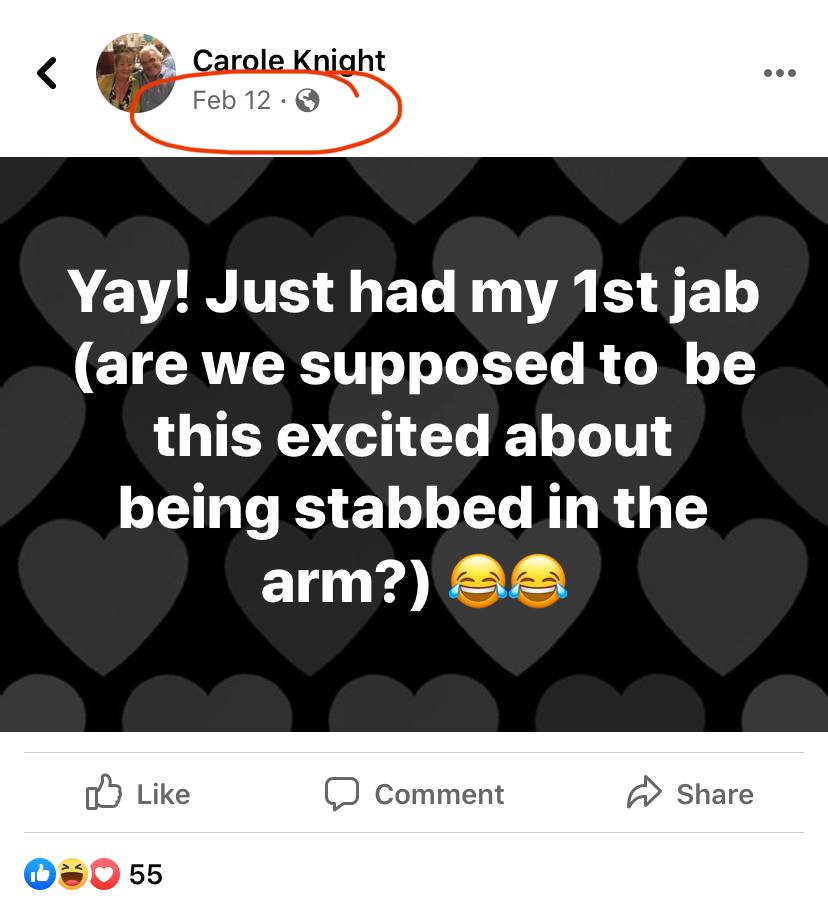 Carole Knight
Feb 12 ·
Yay! Just had my 1st jab
(are we supposed to be
this excited about
being stabbed in the
arm?) 😂😂
Like Comment Share
55